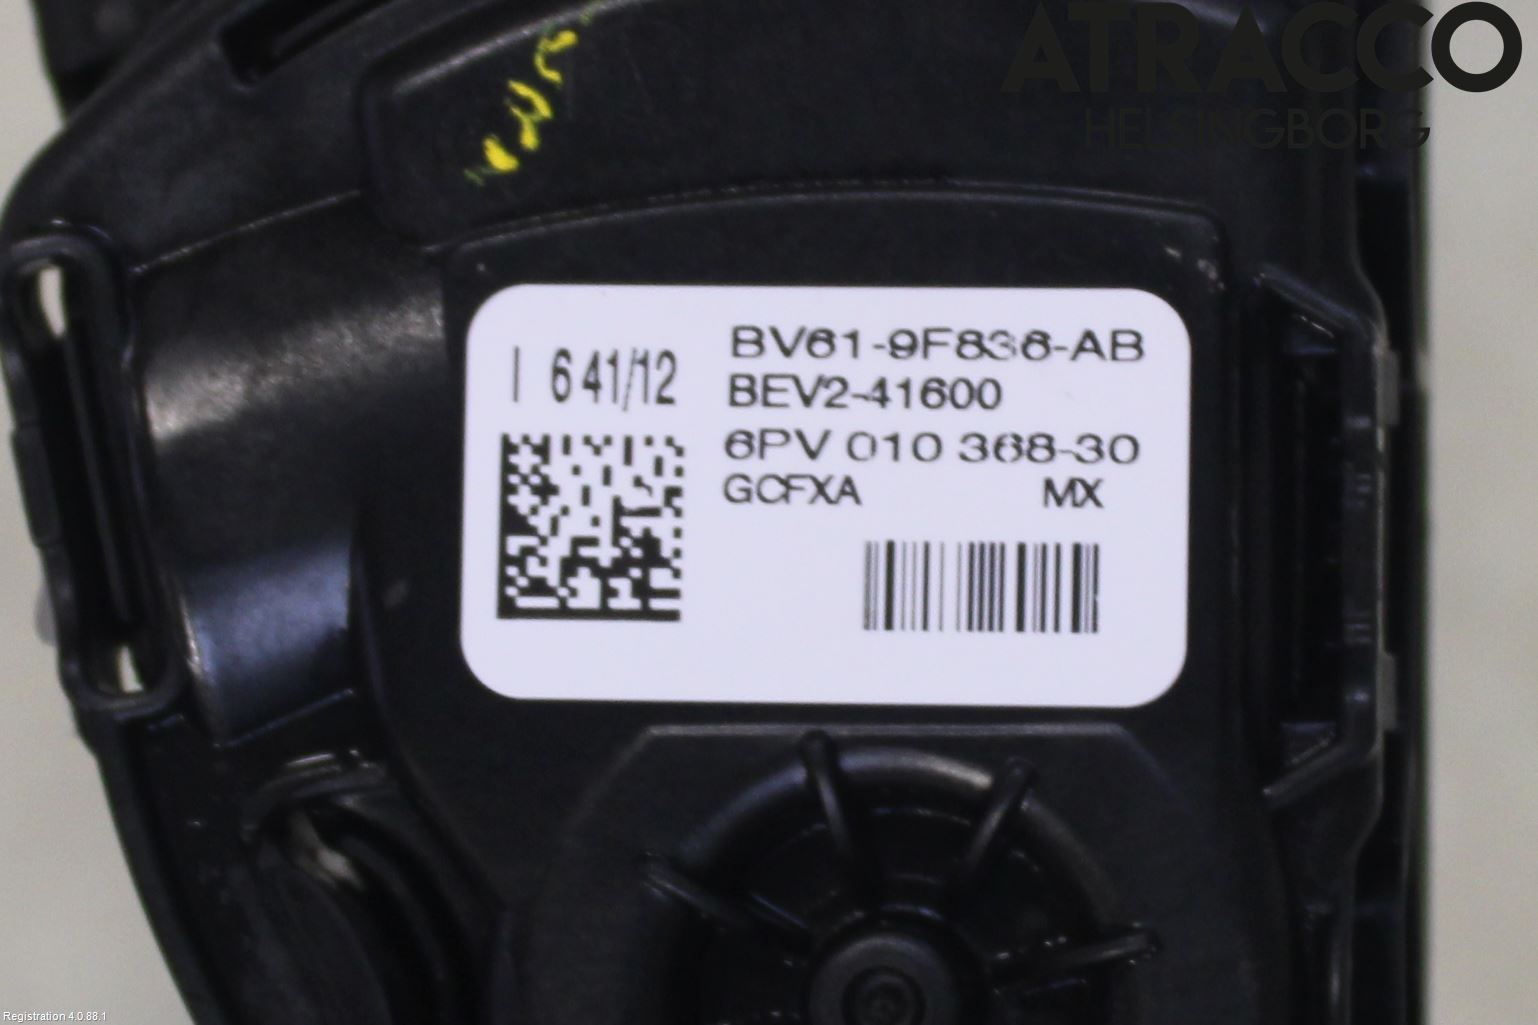 ATRACCO
HELSINGBORG
I 641/12
BV61-9F836-AB
BEV2-41600
6PV 010 368-30
GCFXA MX
Registration 4.0.88.1